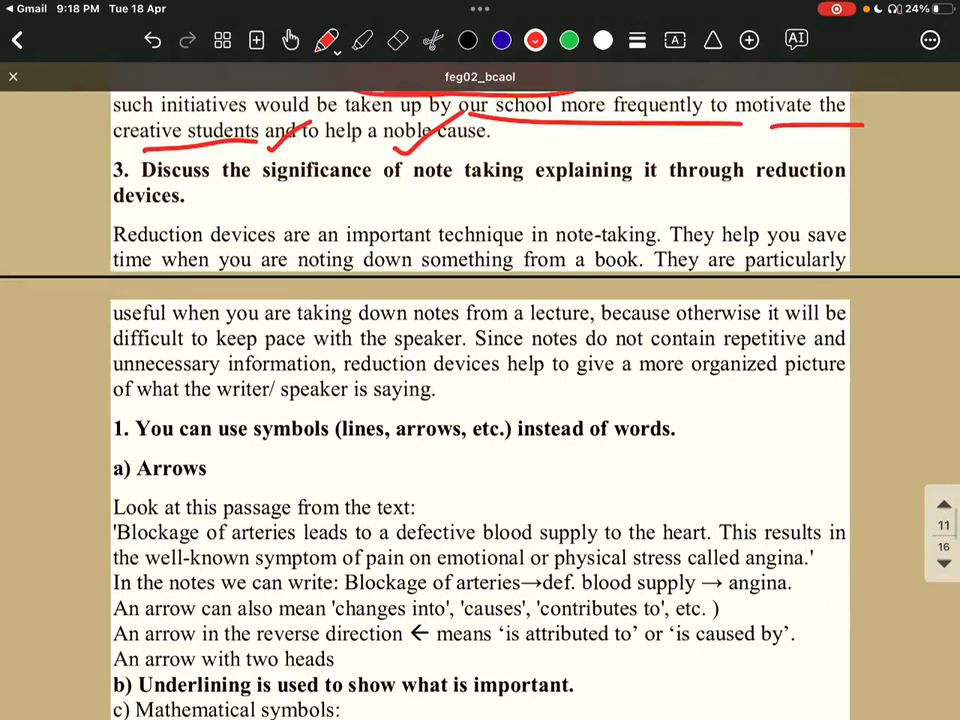 Gmail 9:18 PM Tue 18 Apr 24%
A AI
feg02_bcaol
such initiatives would be taken up by our school more frequently to motivate the
creative students and to help a noble cause.
3. Discuss the significance of note taking explaining it through reduction
devices.
Reduction devices are an important technique in note-taking. They help you save
time when you are noting down something from a book. They are particularly
useful when you are taking down notes from a lecture, because otherwise it will be
difficult to keep pace with the speaker. Since notes do not contain repetitive and
unnecessary information, reduction devices help to give a more organized picture
of what the writer/ speaker is saying.
1. You can use symbols (lines, arrows, etc.) instead of words.
a) Arrows
Look at this passage from the text:
'Blockage of arteries leads to a defective blood supply to the heart. This results in
the well-known symptom of pain on emotional or physical stress called angina.'
In the notes we can write: Blockage of arteries→def. blood supply → angina.
An arrow can also mean 'changes into', 'causes', 'contributes to', etc. )
An arrow in the reverse direction ← means ‘is attributed to’ or ‘is caused by’.
An arrow with two heads
b) Underlining is used to show what is important.
c) Mathematical symbols:
11
16